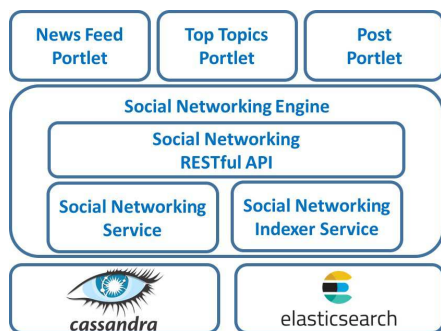 News Feed
Portlet
Top Topics
Portlet
Post
Portlet
Social Networking Engine
Social Networking
RESTful API
Social Networking
Service
Social Networking
Indexer Service
cassandra
elasticsearch